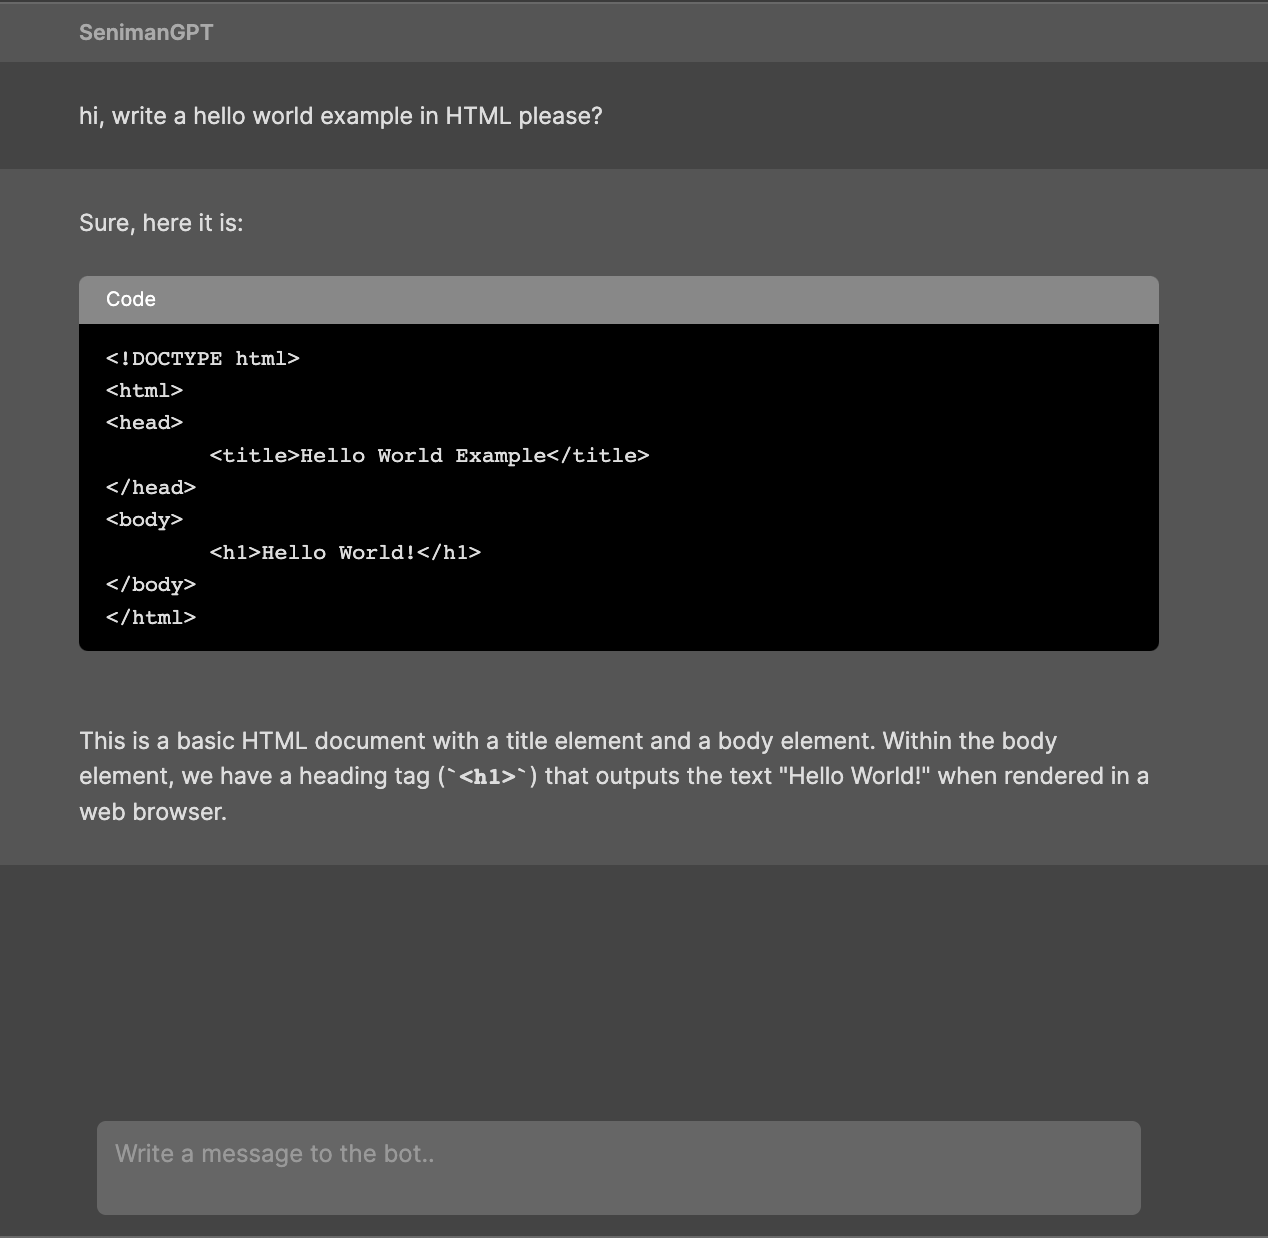 SenimanGPT
hi, write a hello world example in HTML please?
Sure, here it is:
Code
<!DOCTYPE html>
<html>
<head>
        <title>Hello World Example</title>
</head>
<body>
        <h1>Hello World!</h1>
</body>
</html>
This is a basic HTML document with a title element and a body element. Within the body
element, we have a heading tag (`<h1>`) that outputs the text "Hello World!" when rendered in a
web browser.
Write a message to the bot..